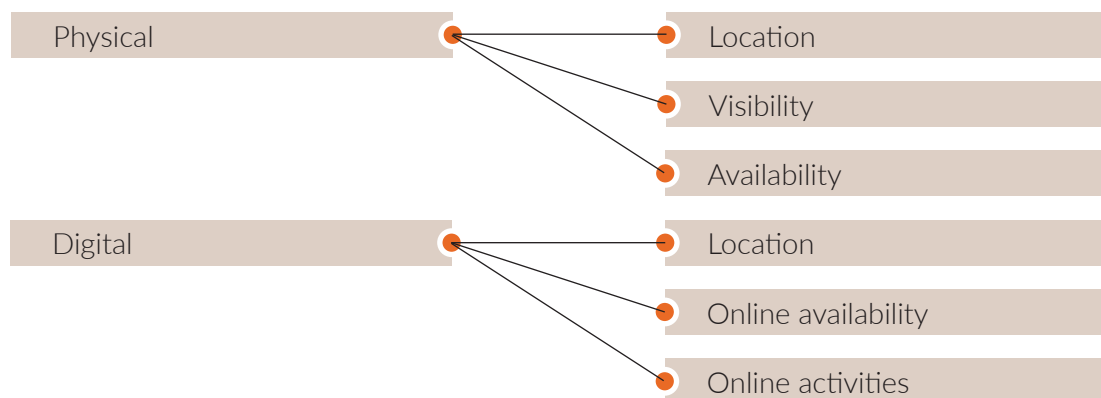 Physical
Location
Visibility
Availability
Digital
Location
Online availability
Online activities